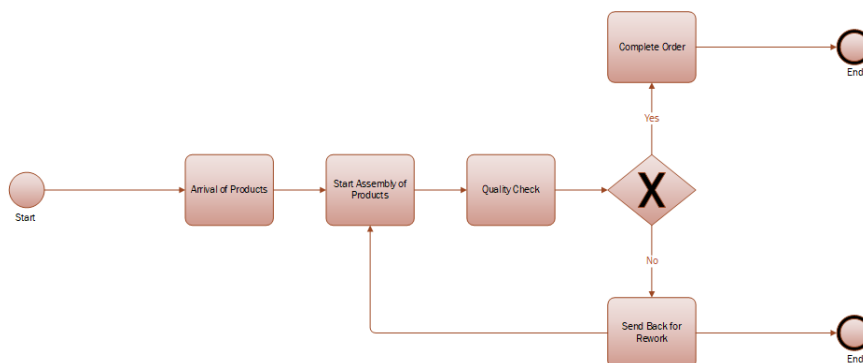 Complete Order
End
Yes
Start
Arrival of Products
Start Assembly of
Products
Quality Check
X
No
Send Back for
Rework
End